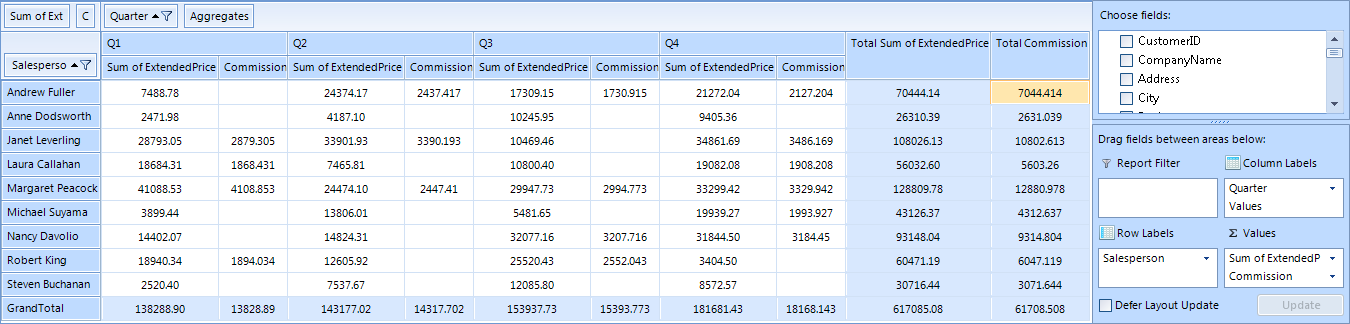 Sum of Ext C Quarter Aggregates
Salesperso Q1 Q2 Q3 Q4 Total Sum of ExtendedPrice Total Commission
Sum of ExtendedPrice Commission Sum of ExtendedPrice Commission Sum of ExtendedPrice Commission Sum of ExtendedPrice Commission
Andrew Fuller 7488.78 24374.17 2437.417 17309.15 1730.915 21272.04 2127.204 70444.14 7044.414
Anne Dodsworth 2471.98 4187.10 10245.95 9405.36 26310.39 2631.039
Janet Leverling 28793.05 2879.305 33901.93 3390.193 10469.46 34861.69 3486.169 108026.13 10802.613
Laura Callahan 18684.31 1868.431 7465.81 10800.40 19082.08 1908.208 56032.60 5603.26
Margaret Peacock 41088.53 4108.853 24474.10 2447.41 29947.73 2994.773 33299.42 3329.942 128809.78 12880.978
Michael Suyama 3899.44 13806.01 5481.65 19939.27 1993.927 43126.37 4312.637
Nancy Davolio 14402.07 14824.31 32077.16 3207.716 31844.50 3184.45 93148.04 9314.804
Robert King 18940.34 1894.034 12605.92 25520.43 2552.043 3404.50 60471.19 6047.119
Steven Buchanan 2520.40 7537.67 12085.80 8572.57 30716.44 3071.644
GrandTotal 138288.90 13828.89 143177.02 14317.702 153937.73 15393.773 181681.43 18168.143 617085.08 61708.508
Choose fields:
CustomerID
CompanyName
Address
City
Drag fields between areas below:
Report Filter Column Labels
Quarter
Values
Row Labels Σ Values
Salesperson Sum of ExtendedP
Commission
Defer Layout Update Update